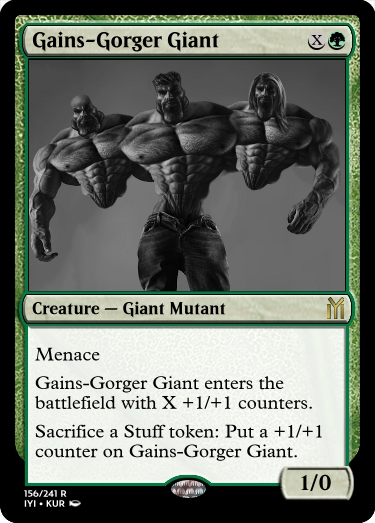 Gains-Gorger Giant X
Creature — Giant Mutant
Menace
Gains-Gorger Giant enters the
battlefield with X +1/+1 counters.
Sacrifice a Stuff token: Put a +1/+1
counter on Gains-Gorger Giant.
1/0
156/241 R
IYI • KUR